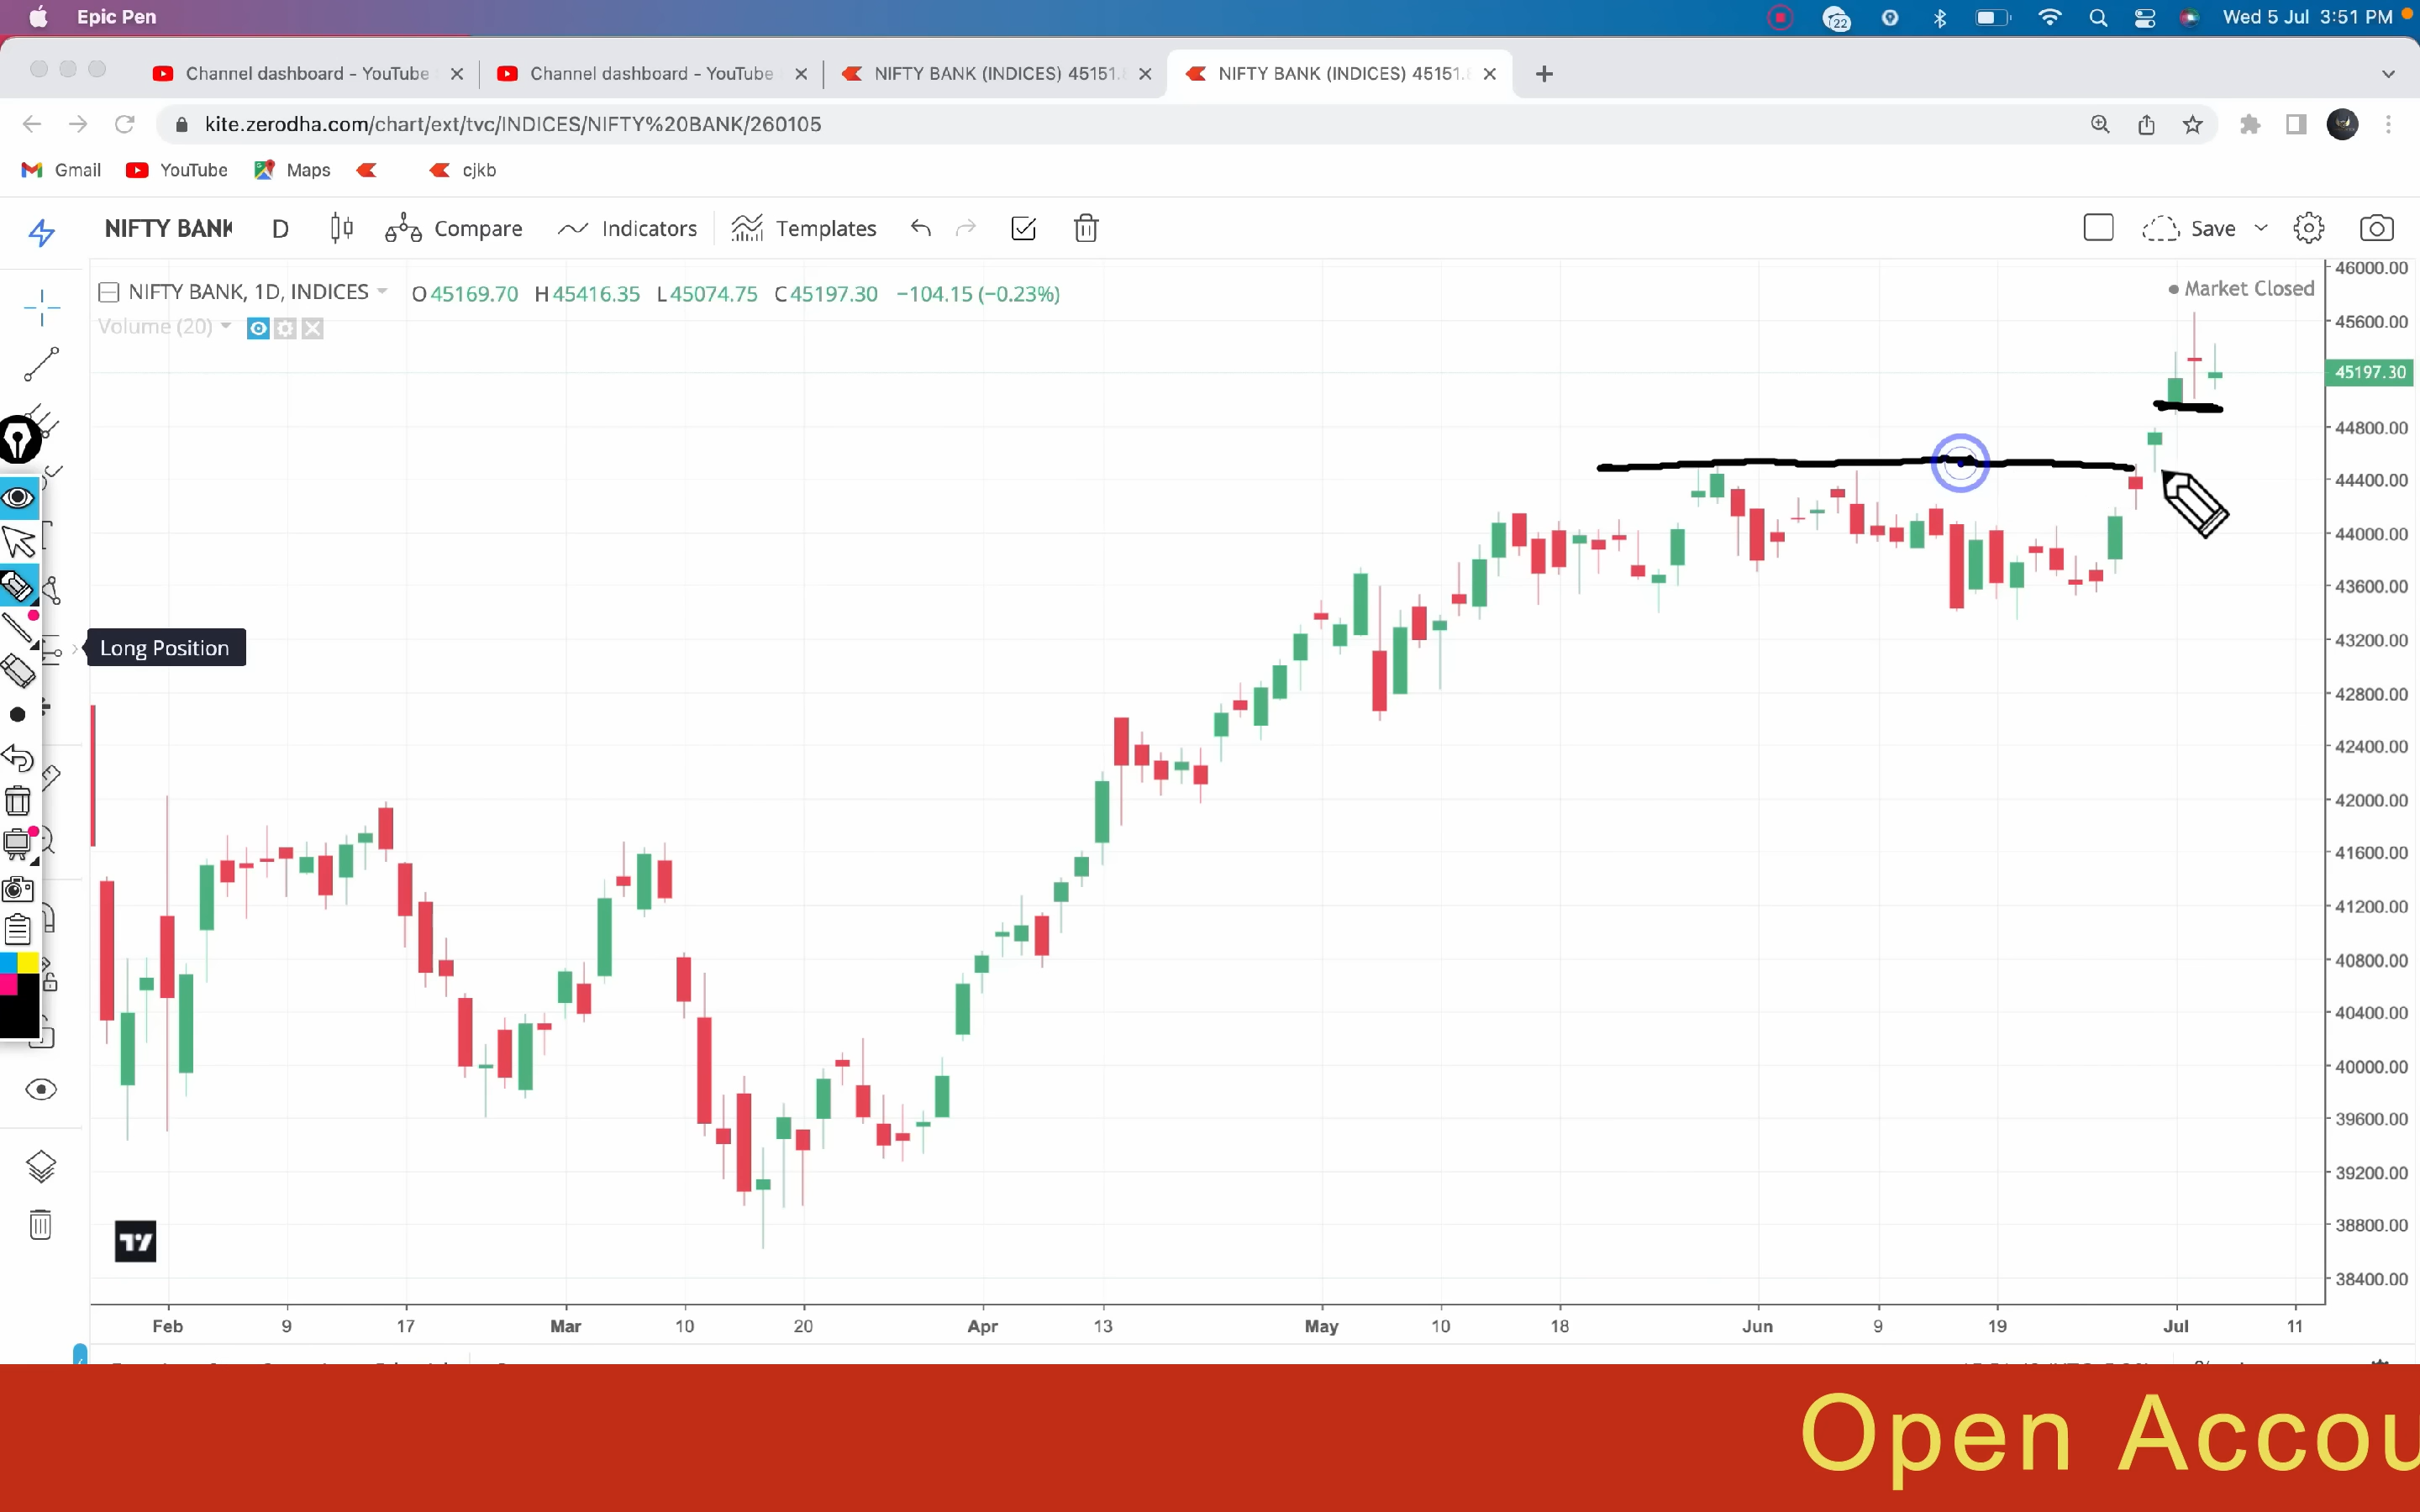 Epic Pen
22
Wed 5 Jul 3:51 PM
Channel dashboard - YouTube
Channel dashboard - YouTube
NIFTY BANK (INDICES) 45151.
NIFTY BANK (INDICES) 45151.
kite.zerodha.com/chart/ext/tvc/INDICES/NIFTY%20BANK/260105
Gmail
YouTube
Maps
cjkb
NIFTY BANK
D
Compare
Indicators
Templates
Save
NIFTY BANK, 1D, INDICES
O45169.70 H45416.35 L45074.75 C45197.30 −104.15 (−0.23%)
Market Closed
Volume (20)
Long Position
46000.00
45600.00
45197.30
44800.00
44400.00
44000.00
43600.00
43200.00
42800.00
42400.00
42000.00
41600.00
41200.00
40800.00
40400.00
40000.00
39600.00
39200.00
38800.00
38400.00
Feb 9 17 Mar 10 20 Apr 13 May 10 18 Jun 9 19 Jul 11
Open Accou